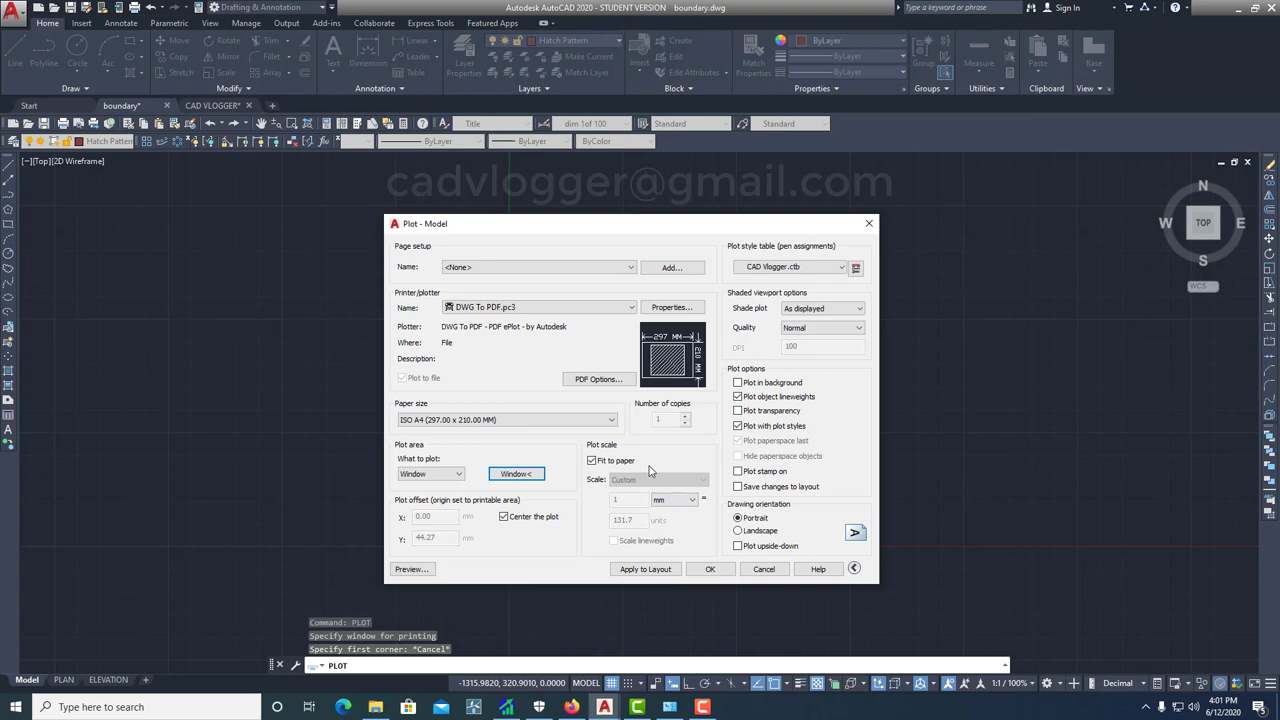 Drafting & Annotation
Autodesk AutoCAD 2020 - STUDENT VERSION boundary.dwg
Type a keyword or phrase
Sign In
Home Insert Annotate Parametric View Manage Output Add-ins Collaborate Express Tools Featured Apps
Line Polyline Circle Arc
Move Rotate Trim
Copy Mirror Fillet
Stretch Scale Array
Text Dimension
Linear
Leader
Table
Layer Properties
Hatch Pattern
Make Current
Match Layer
Insert
Create
Edit
Edit Attributes
Match Properties
ByLayer
ByLayer
ByLayer
Group
Measure
Paste
Base
Draw Modify Annotation Layers Block Properties Groups Utilities Clipboard View
Start boundary* CAD VLOGGER*
Title dim 1of 100 Standard Standard
Hatch Pattern ByLayer ByLayer ByColor
[−][Top][2D Wireframe]
cadvlogger@gmail.com
N
W TOP E
S
WCS
Plot - Model
Page setup
Name: <None> Add...
Printer/plotter
Name: DWG To PDF.pc3 Properties...
Plotter: DWG To PDF - PDF ePlot - by Autodesk
Where: File
Description:
Plot to file PDF Options...
297 MM
210 MM
Paper size
ISO A4 (297.00 x 210.00 MM)
Number of copies
1
Plot area
What to plot:
Window Window<
Plot offset (origin set to printable area)
X: 0.00 mm Center the plot
Y: 44.27 mm
Plot scale
Fit to paper
Scale: Custom
1 mm =
131.7 units
Scale lineweights
Plot style table (pen assignments)
CAD Vlogger.ctb
Shaded viewport options
Shade plot As displayed
Quality Normal
DPI 100
Plot options
Plot in background
Plot object lineweights
Plot transparency
Plot with plot styles
Plot paperspace last
Hide paperspace objects
Plot stamp on
Save changes to layout
Drawing orientation
Portrait
Landscape
Plot upside-down
A
Preview... Apply to Layout OK Cancel Help
Command: PLOT
Specify window for printing
Specify first corner: *Cancel*
PLOT
Model PLAN ELEVATION
-1315.9820, 320.9010, 0.0000 MODEL 1:1 / 100% Decimal
Type here to search
4:01 PM
6/12/2020